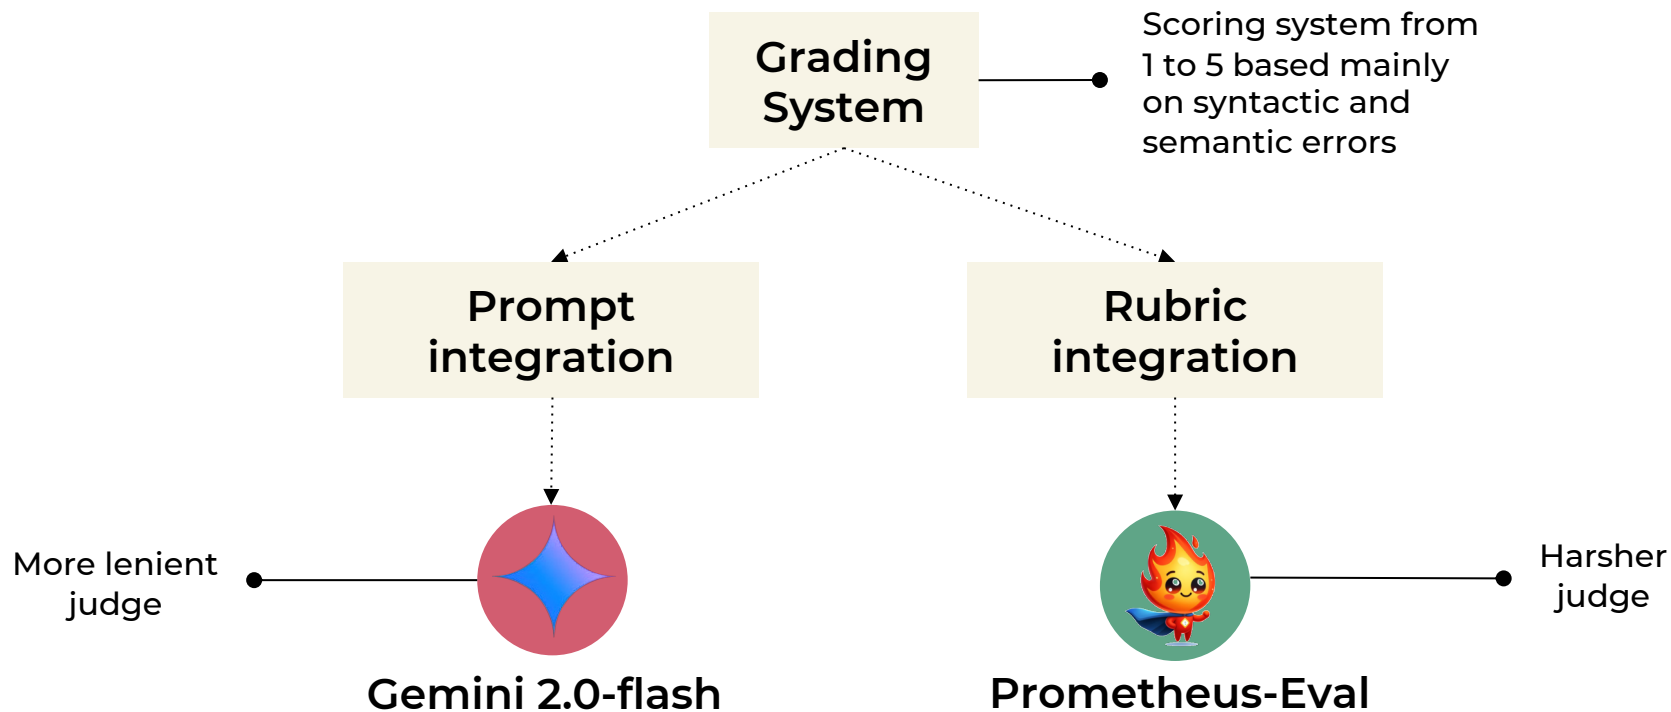 Grading
System
Scoring system from
1 to 5 based mainly
on syntactic and
semantic errors
Prompt
integration
Rubric
integration
More lenient
judge
Harsher
judge
Gemini 2.0-flash
Prometheus-Eval